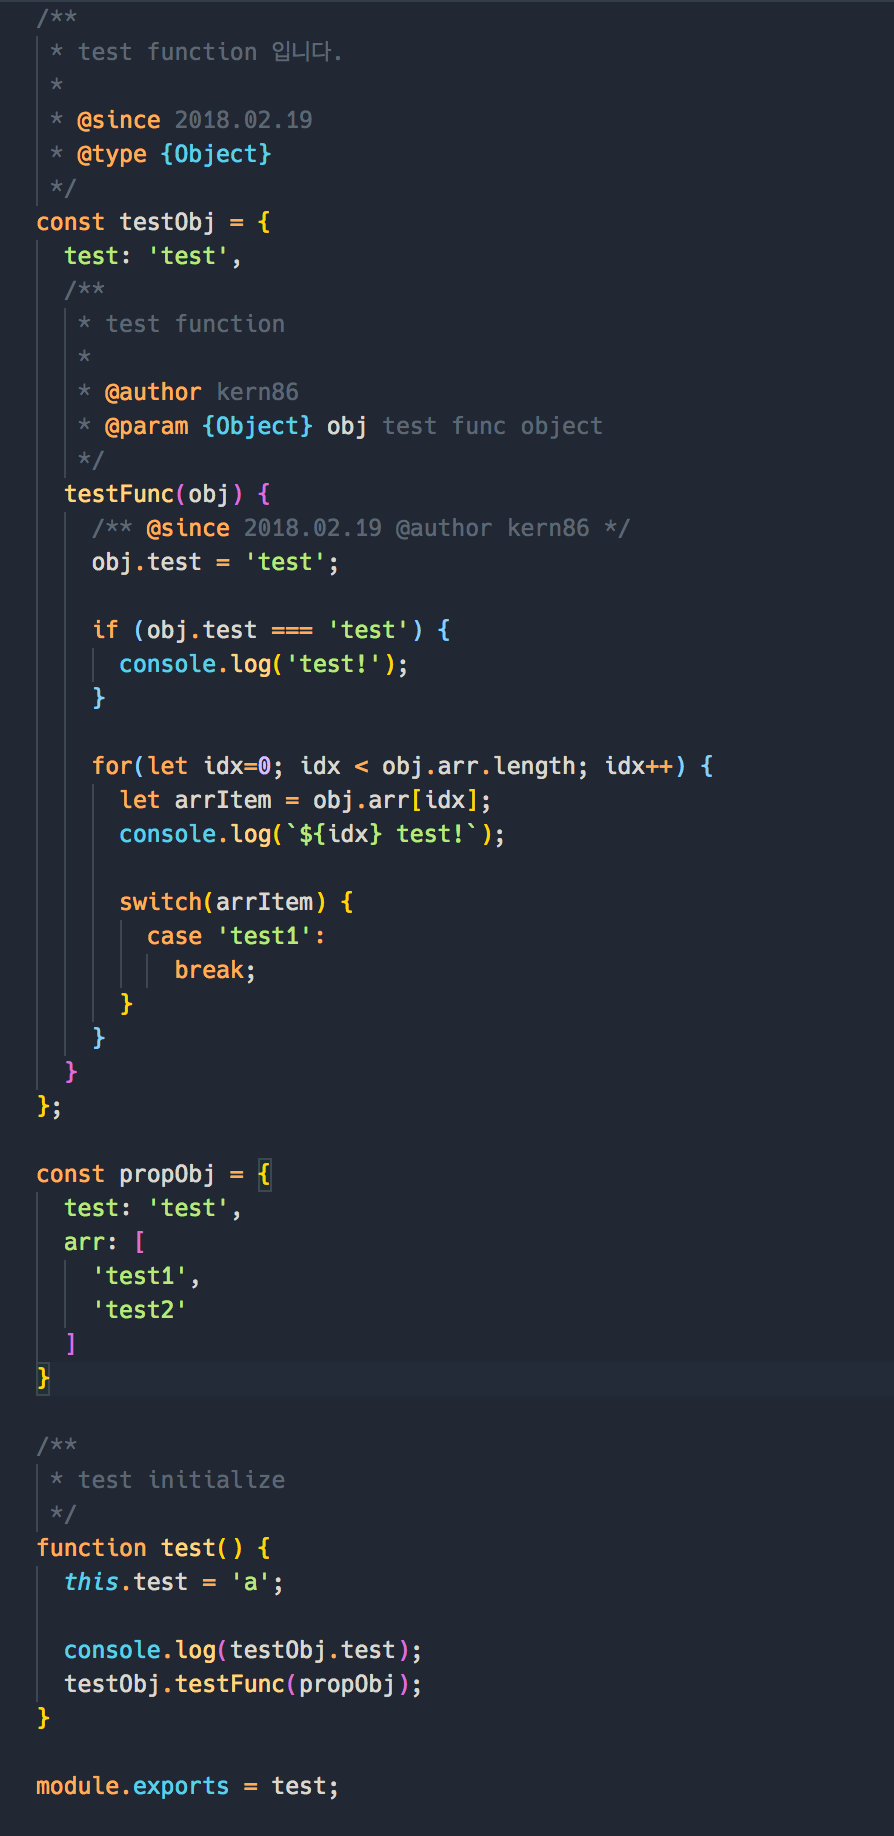 /**
 * test function 입니다.
 *
 * @since 2018.02.19
 * @type {Object}
 */
const testObj = {
  test: 'test',
  /**
   * test function
   *
   * @author kern86
   * @param {Object} obj test func object
   */
  testFunc(obj) {
    /** @since 2018.02.19 @author kern86 */
    obj.test = 'test';

    if (obj.test === 'test') {
      console.log('test!');
    }

    for(let idx=0; idx < obj.arr.length; idx++) {
      let arrItem = obj.arr[idx];
      console.log(`${idx} test!`);

      switch(arrItem) {
        case 'test1':
          break;
      }
    }
  }
};

const propObj = {
  test: 'test',
  arr: [
    'test1',
    'test2'
  ]
}

/**
 * test initialize
 */
function test() {
  this.test = 'a';

  console.log(testObj.test);
  testObj.testFunc(propObj);
}

module.exports = test;